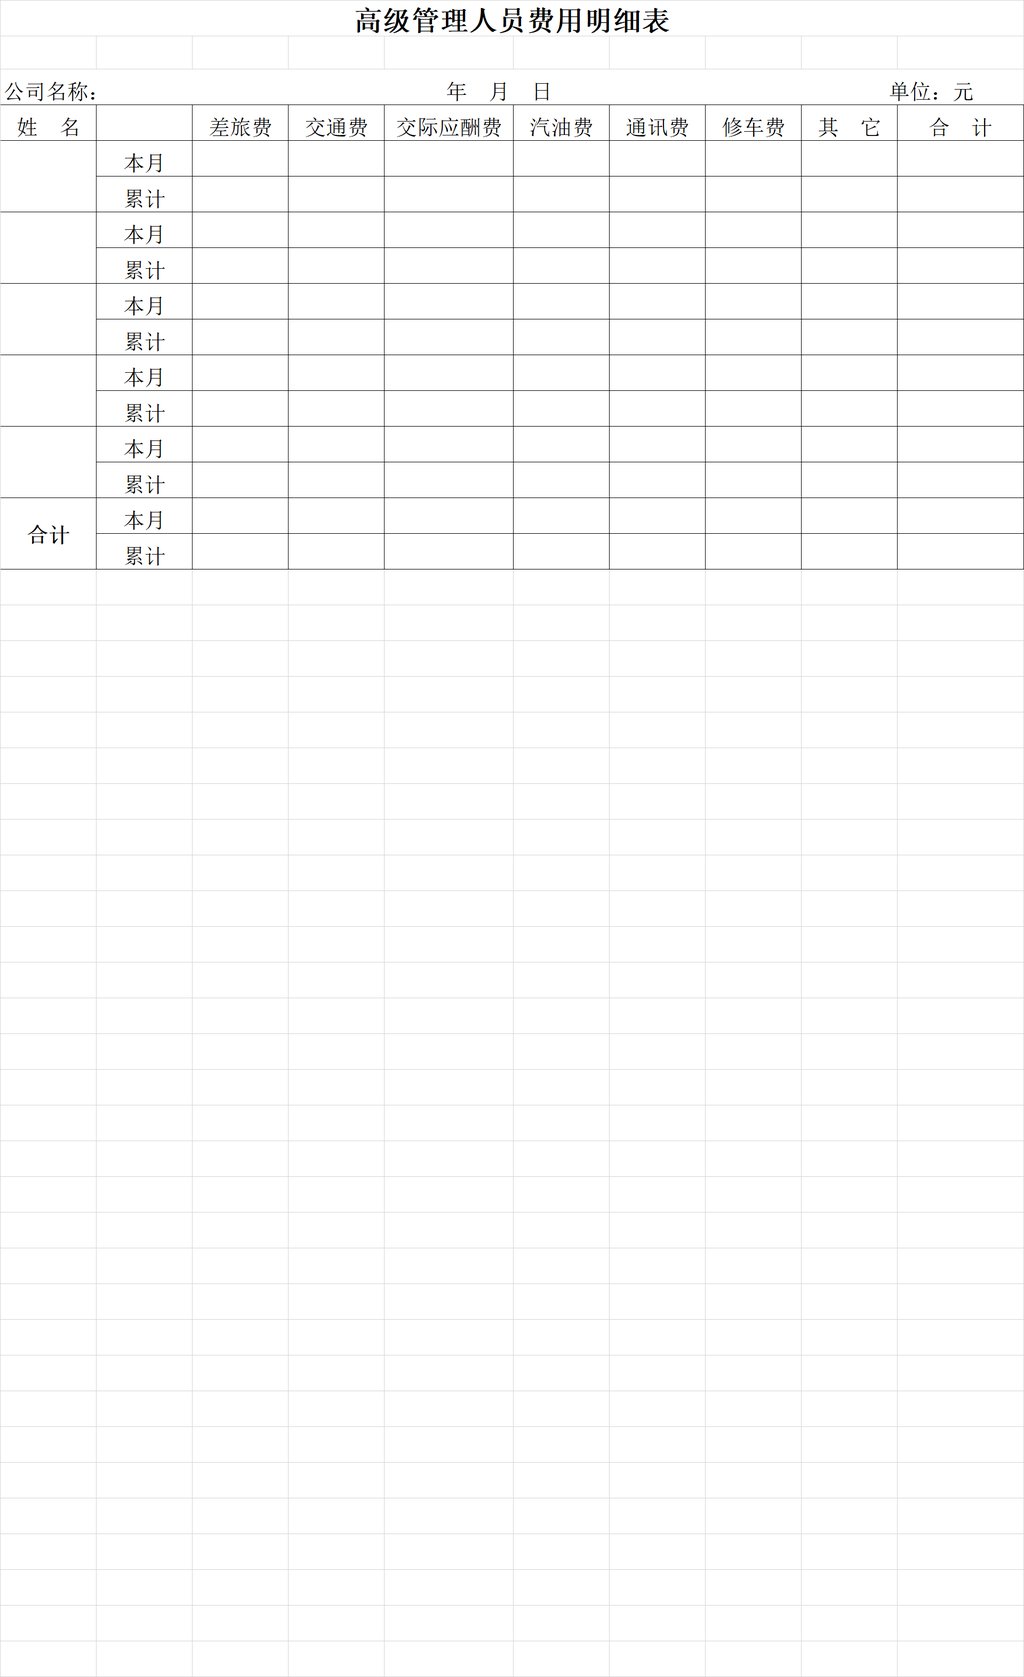 高级管理人员费用明细表
公司名称： 年 月 日 单位：元
姓 名 差旅费 交通费 交际应酬费 汽油费 通讯费 修车费 其 它 合 计
本月
累计
本月
累计
本月
累计
本月
累计
本月
累计
合计 本月
累计